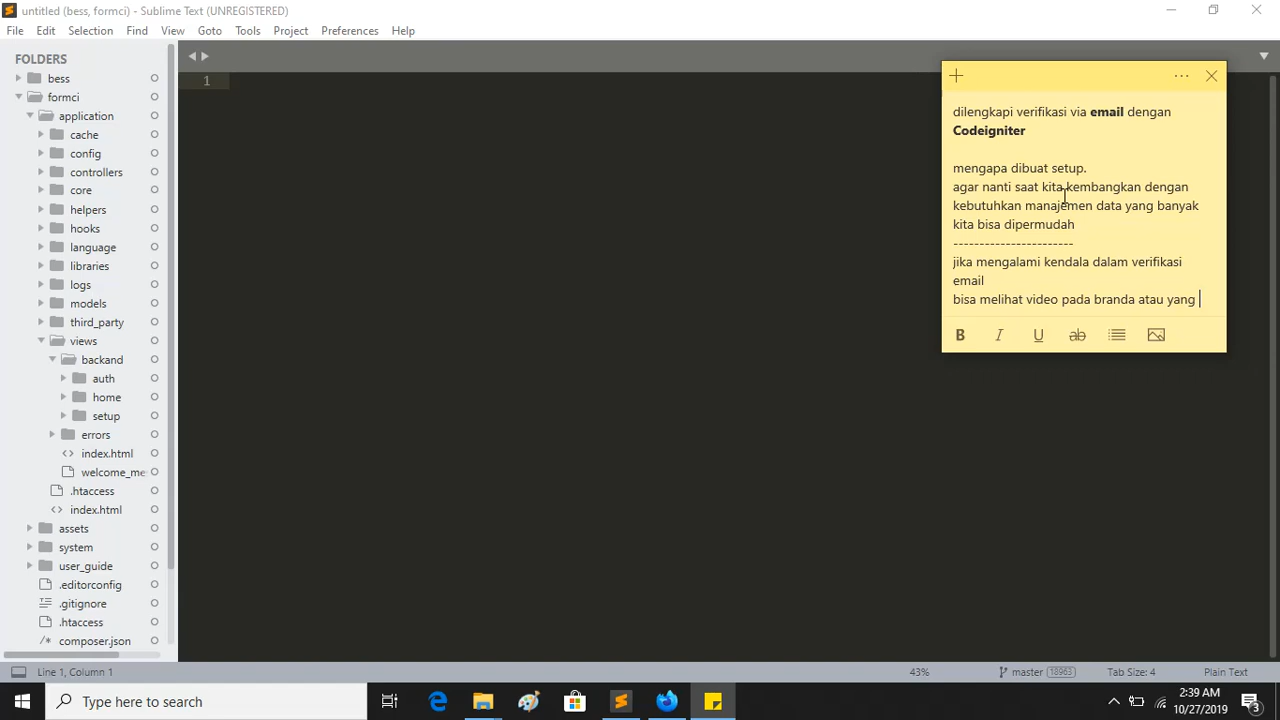 untitled (bess, formci) - Sublime Text (UNREGISTERED)
File Edit Selection Find View Goto Tools Project Preferences Help
FOLDERS
bess
formci
application
cache
config
controllers
core
helpers
hooks
language
libraries
logs
models
third_party
views
backand
auth
home
setup
errors
<> index.html
welcome_me
.htaccess
<> index.html
assets
system
user_guide
.editorconfig
.gitignore
.htaccess
/* composer.json
1
dilengkapi verifikasi via email dengan
Codeigniter
mengapa dibuat setup.
agar nanti saat kita kembangkan dengan
kebutuhkan manajemen data yang banyak
kita bisa dipermudah
-----------------------
jika mengalami kendala dalam verifikasi
email
bisa melihat video pada branda atau yang
B I U ab
Line 1, Column 1 43% master 18963 Tab Size: 4 Plain Text
Type here to search
2:39 AM
10/27/2019
3